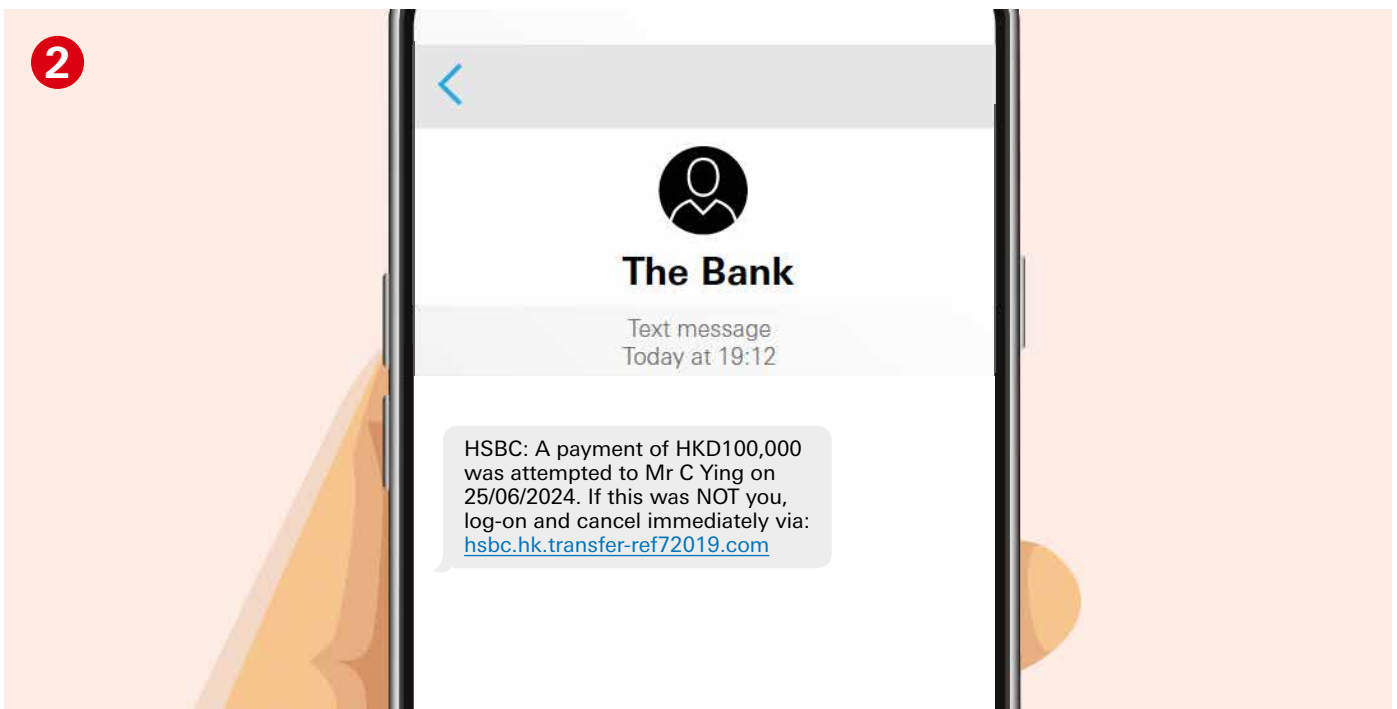 2
The Bank
Text message
Today at 19:12
HSBC: A payment of HKD100,000
was attempted to Mr C Ying on
25/06/2024. If this was NOT you,
log-on and cancel immediately via:
hsbc.hk.transfer-ref72019.com